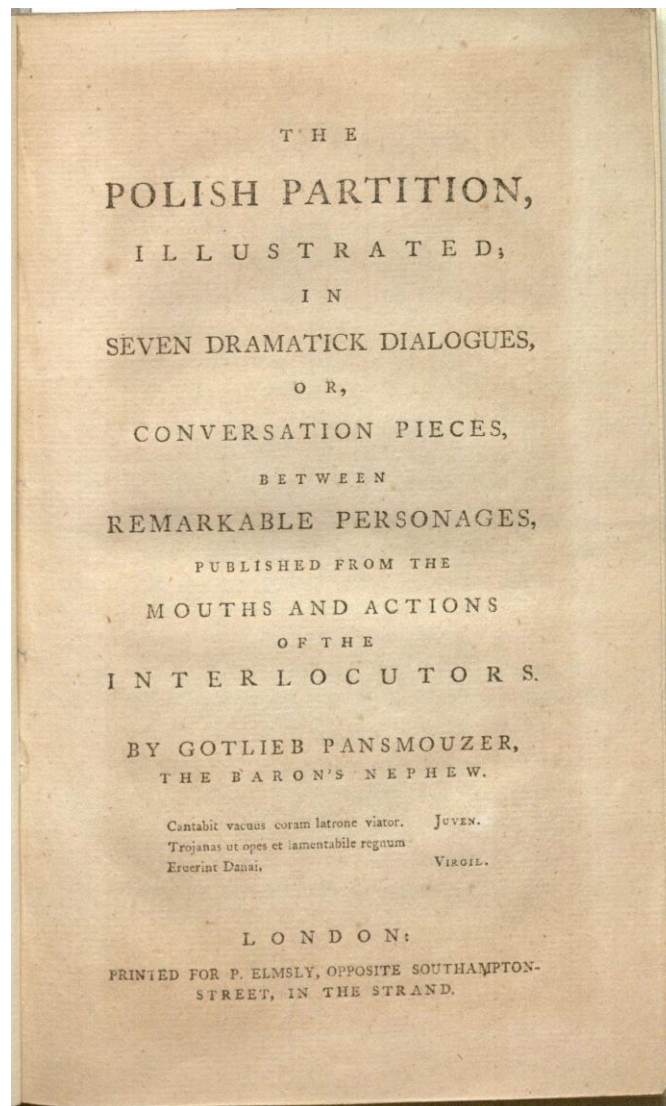 THE
POLISH PARTITION,
ILLUSTRATED;
IN
SEVEN DRAMATICK DIALOGUES,
OR,
CONVERSATION PIECES,
BETWEEN
REMARKABLE PERSONAGES,
PUBLISHED FROM THE
MOUTHS AND ACTIONS
OF THE
INTERLOCUTORS.
BY GOTLIEB PANSMOUZER,
THE BARON'S NEPHEW.
Cantabit vacuus coram latrone viator. JUVEN.
Trojanas ut opes et lamentabile regnum
Eruerint Danai, VIRGIL.
LONDON:
PRINTED FOR P. ELMSLY, OPPOSITE SOUTHAMPTON-
STREET, IN THE STRAND.